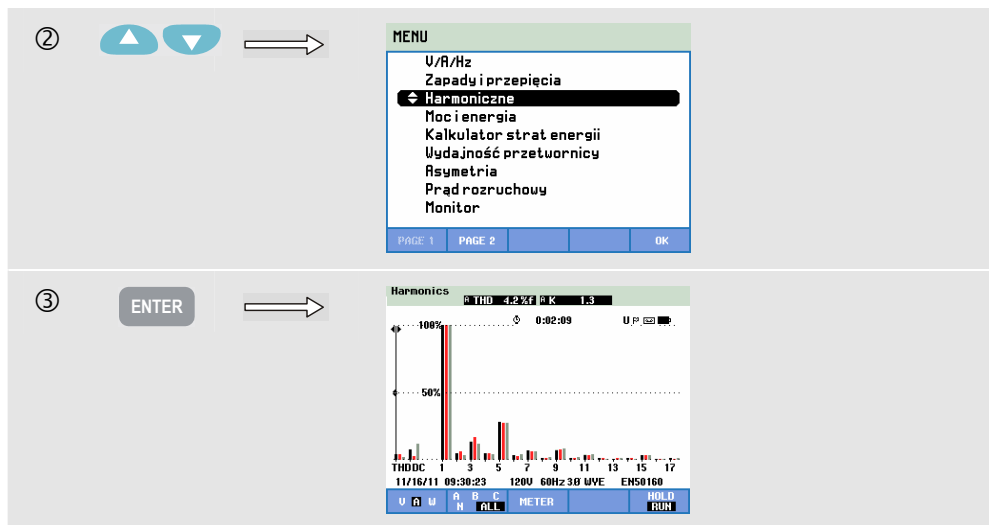 ②
MENU
V/A/Hz
Zapady i przepięcia
Harmoniczne
Moc i energia
Kalkulator strat energii
Wydajność przetwornicy
Asymetria
Prąd rozruchowy
Monitor
PAGE 1 PAGE 2 OK
③
ENTER
Harmonics
A THD 4.2 %f A K 1.3
0:02:09 U
100%
50%
THDDC 1 3 5 7 9 11 13 15 17
11/16/11 09:30:23 120V 60Hz 3Ø WYE EN50160
V A W A B C METER HOLD
N ALL RUN